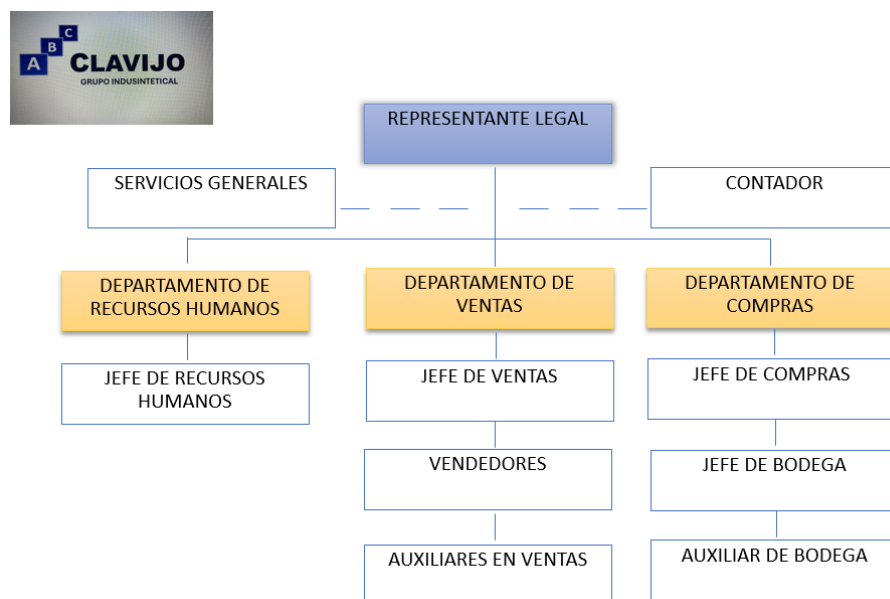 A
B
C
CLAVIJO
GRUPO INDUSINTETICAL
REPRESENTANTE LEGAL
SERVICIOS GENERALES
CONTADOR
DEPARTAMENTO DE
RECURSOS HUMANOS
DEPARTAMENTO DE
VENTAS
DEPARTAMENTO DE
COMPRAS
JEFE DE RECURSOS
HUMANOS
JEFE DE VENTAS
JEFE DE COMPRAS
VENDEDORES
JEFE DE BODEGA
AUXILIARES EN VENTAS
AUXILIAR DE BODEGA